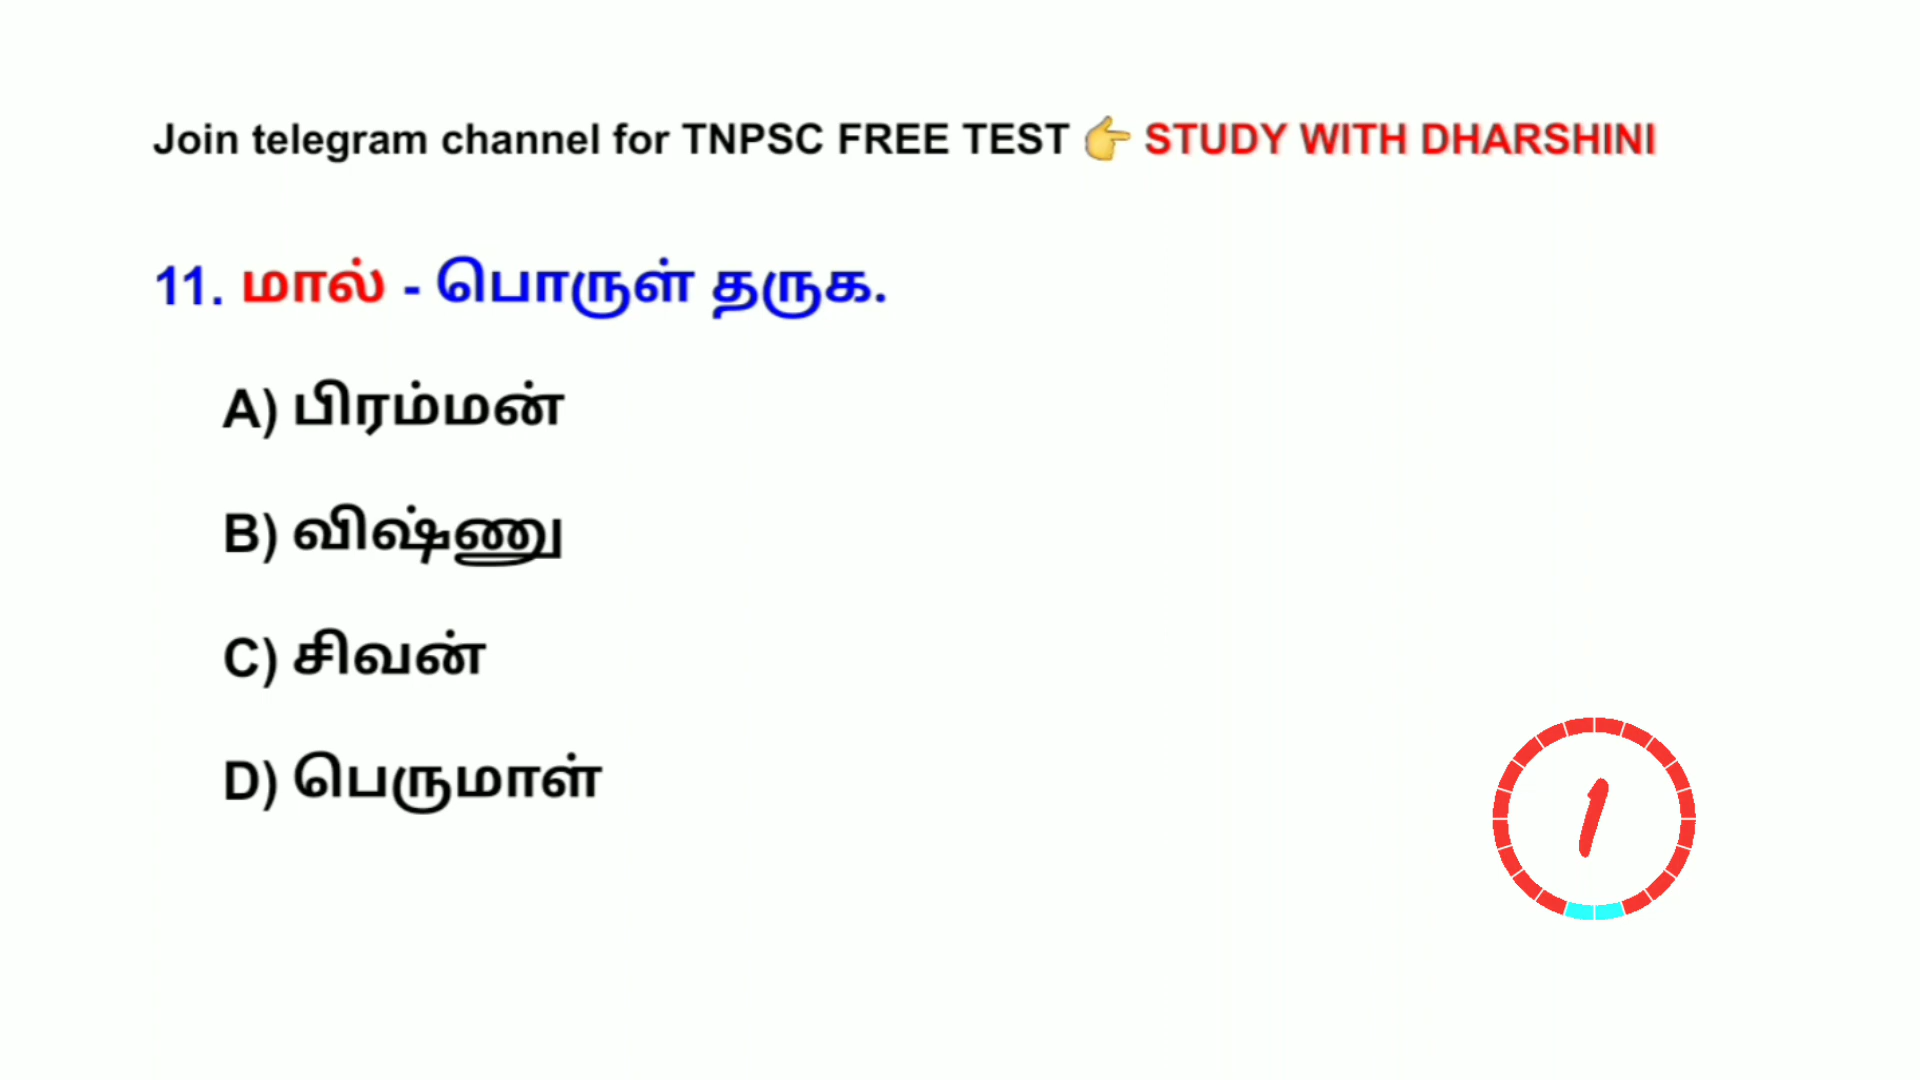 Join telegram channel for TNPSC FREE TEST 👉 STUDY WITH DHARSHINI
11. மால் - பொருள் தருக.
A) பிரம்மன்
B) விஷ்ணு
C) சிவன்
D) பெருமாள்
1